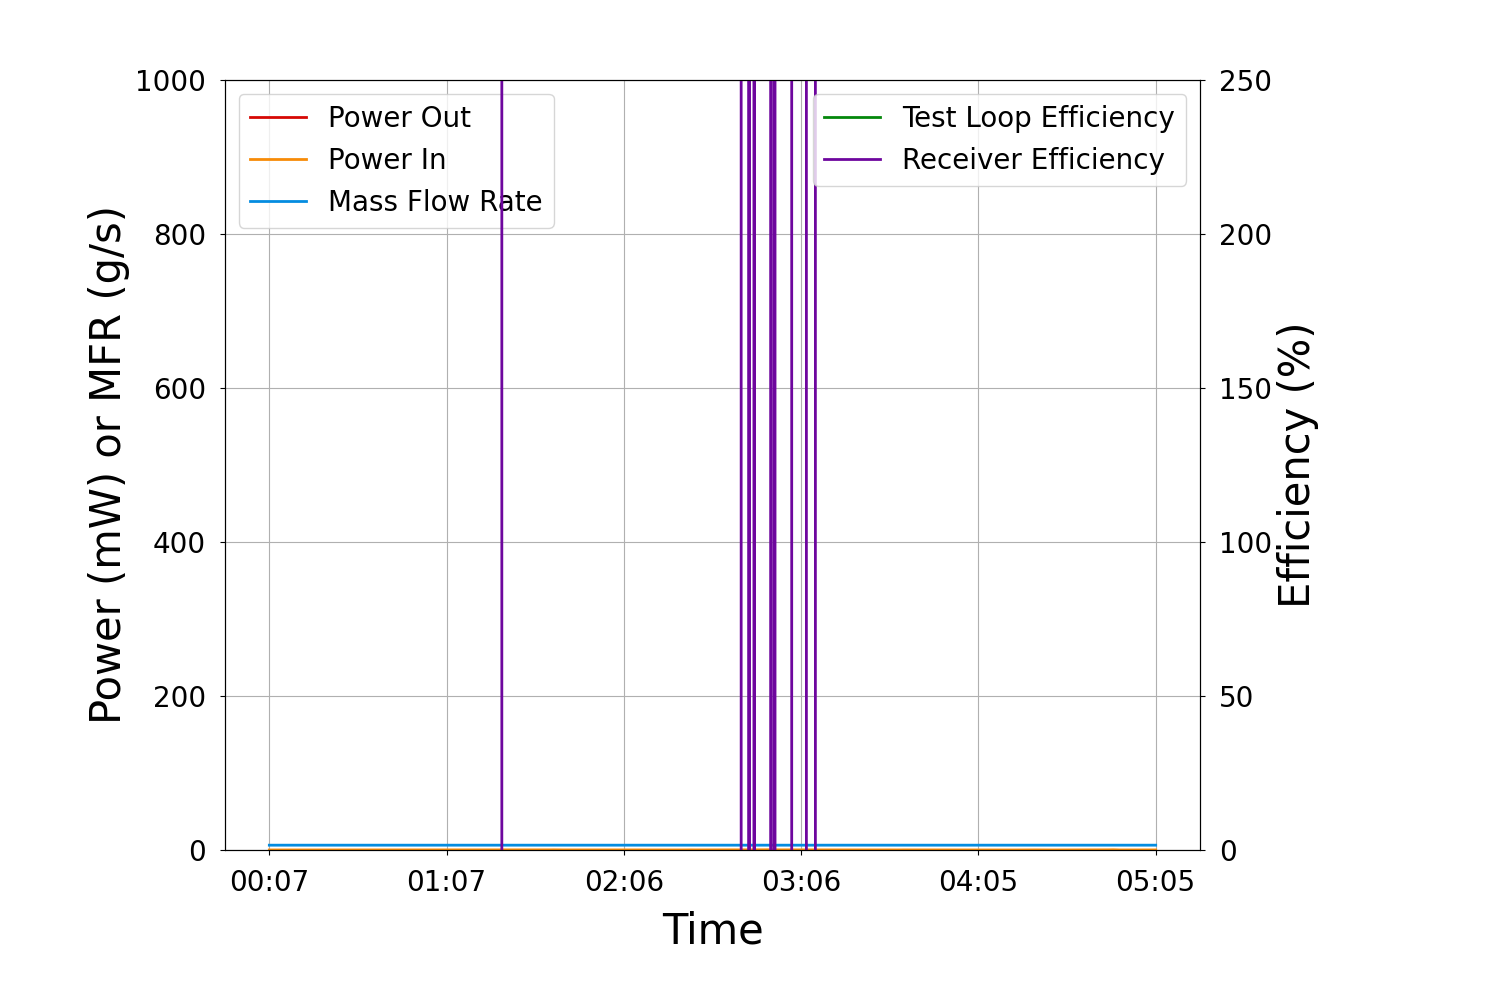 1000
800
600
400
200
0
Power (mW) or MFR (g/s)
Power Out
Power In
Mass Flow Rate
Test Loop Efficiency
Receiver Efficiency
250
200
150
100
50
0
Efficiency (%)
00:07 01:07 02:06 03:06 04:05 05:05
Time